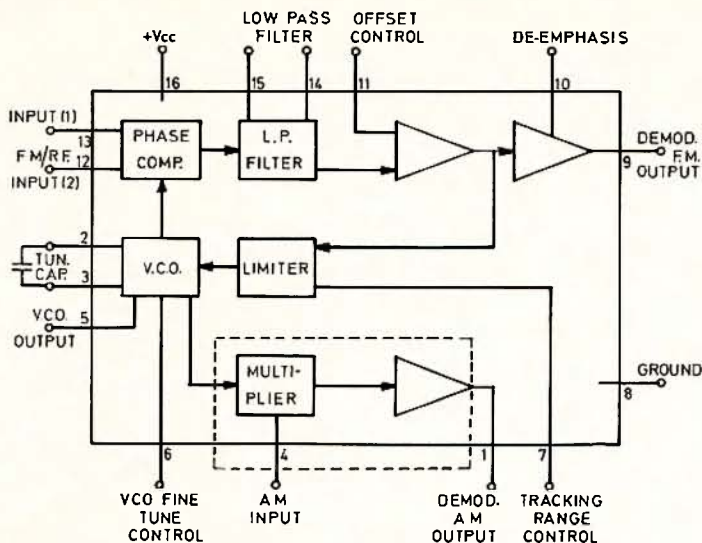 LOW PASS
FILTER
OFFSET
CONTROL
+Vcc
DE-EMPHASIS
16
15
14
11
10
INPUT (1)
13
F.M/R.F.
12
INPUT (2)
PHASE
COMP.
L.P.
FILTER
DEMOD.
F.M.
OUTPUT
9
2
TUN.
CAP.
3
V.C.O.
LIMITER
VCO.
OUTPUT
5
MULTI-
PLIER
GROUND
8
6
4
1
7
VCO FINE
TUNE
CONTROL
AM
INPUT
DEMOD.
AM
OUTPUT
TRACKING
RANGE
CONTROL